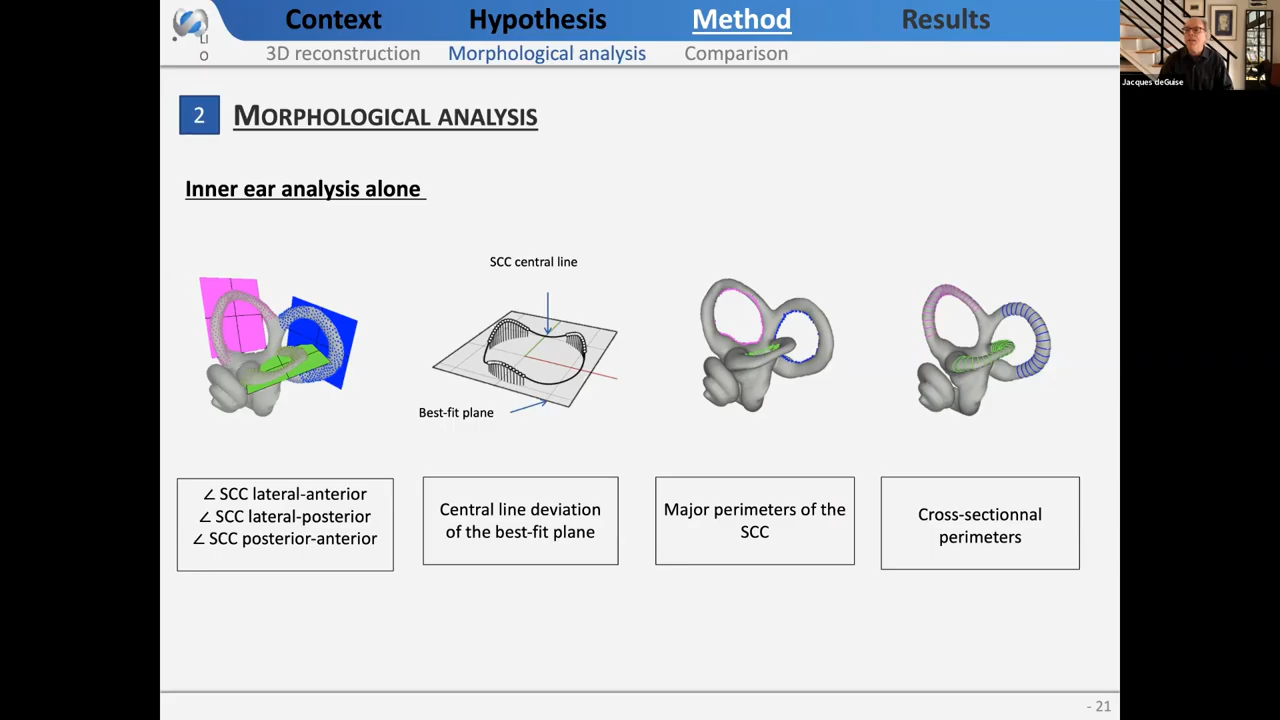 Context Hypothesis Method Results
LIO
3D reconstruction Morphological analysis Comparison
Jacques deGuise
2 MORPHOLOGICAL ANALYSIS
Inner ear analysis alone
SCC central line
Best-fit plane
∠ SCC lateral-anterior
∠ SCC lateral-posterior
∠ SCC posterior-anterior
Central line deviation
of the best-fit plane
Major perimeters of the
SCC
Cross-sectionnal
perimeters
- 21